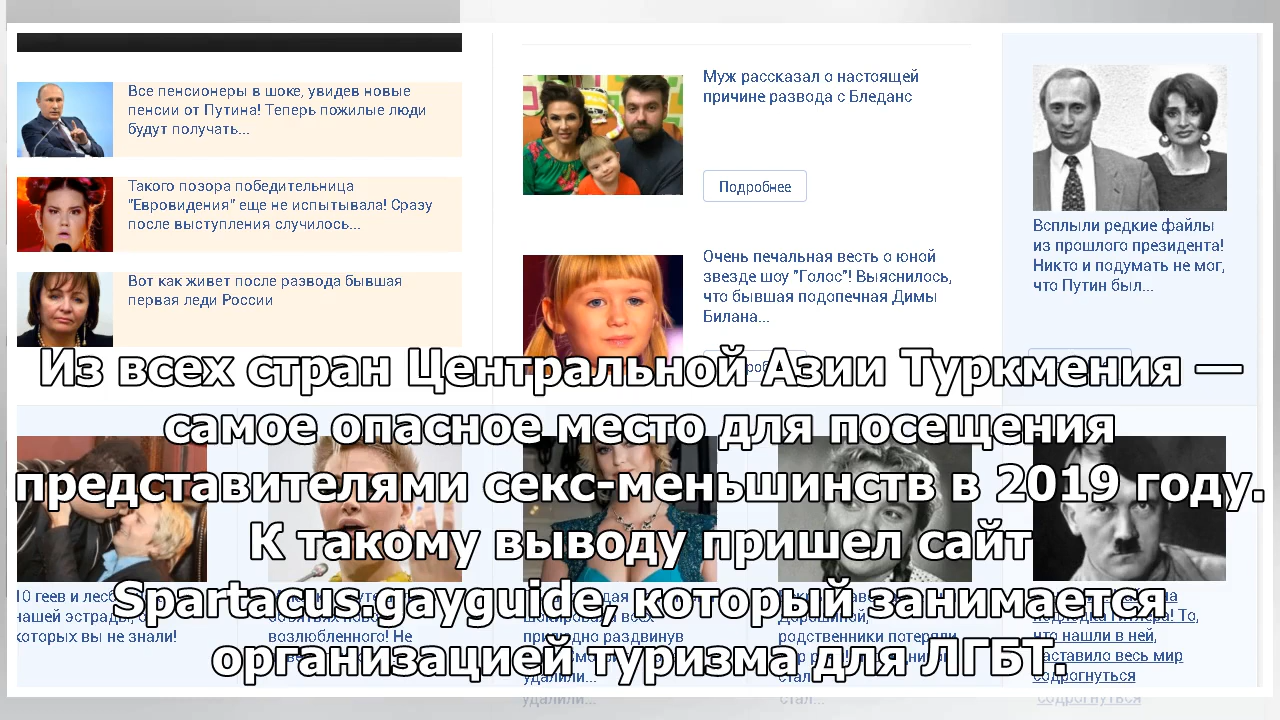 Все пенсионеры в шоке, увидев новые
пенсии от Путина! Теперь пожилые люди
будут получать...
Такого позора победительница
"Евровидения" еще не испытывала! Сразу
после выступления случилось...
Вот как живет после развода бывшая
первая леди России
Муж рассказал о настоящей
причине развода с Бледанс
Подробнее
Очень печальная весть о юной
звезде шоу "Голос"! Выяснилось,
что бывшая подопечная Димы
Билана...
Всплыли редкие файлы
из прошлого президента!
Никто и подумать не мог,
что Путин был...
Из всех стран Центральной Азии Туркмения —
самое опасное место для посещения
представителями секс-меньшинств в 2019 году.
К такому выводу пришел сайт
Spartacus.gayguide, который занимается
организацией туризма для ЛГБТ.
10 геев и
нашей эстрады,
которых вы не знали!
возлюбленного! Не
раздвинув
удалили...
родственники потеряли
стал...
То,
что нашли в ней,
заставило весь мир
содрогнуться